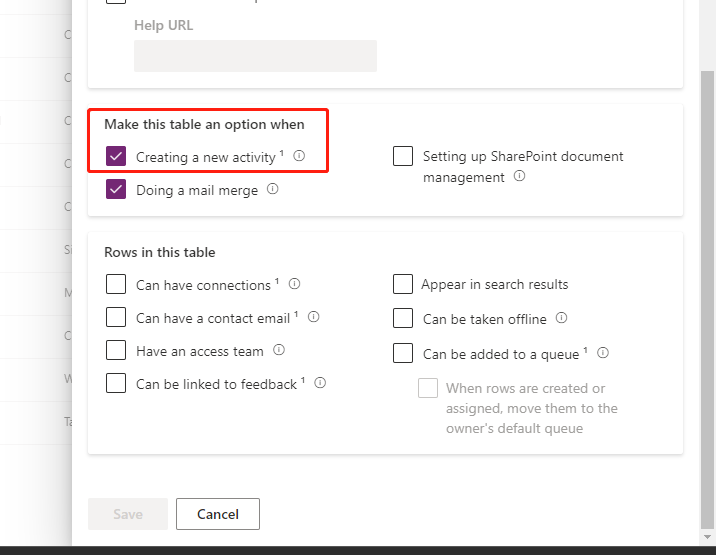 Help URL
Make this table an option when
Creating a new activity ¹
Setting up SharePoint document
management
Doing a mail merge
Rows in this table
Can have connections ¹
Appear in search results
Can have a contact email ¹
Can be taken offline
Have an access team
Can be added to a queue ¹
Can be linked to feedback ¹
When rows are created or
assigned, move them to the
owner's default queue
Save
Cancel